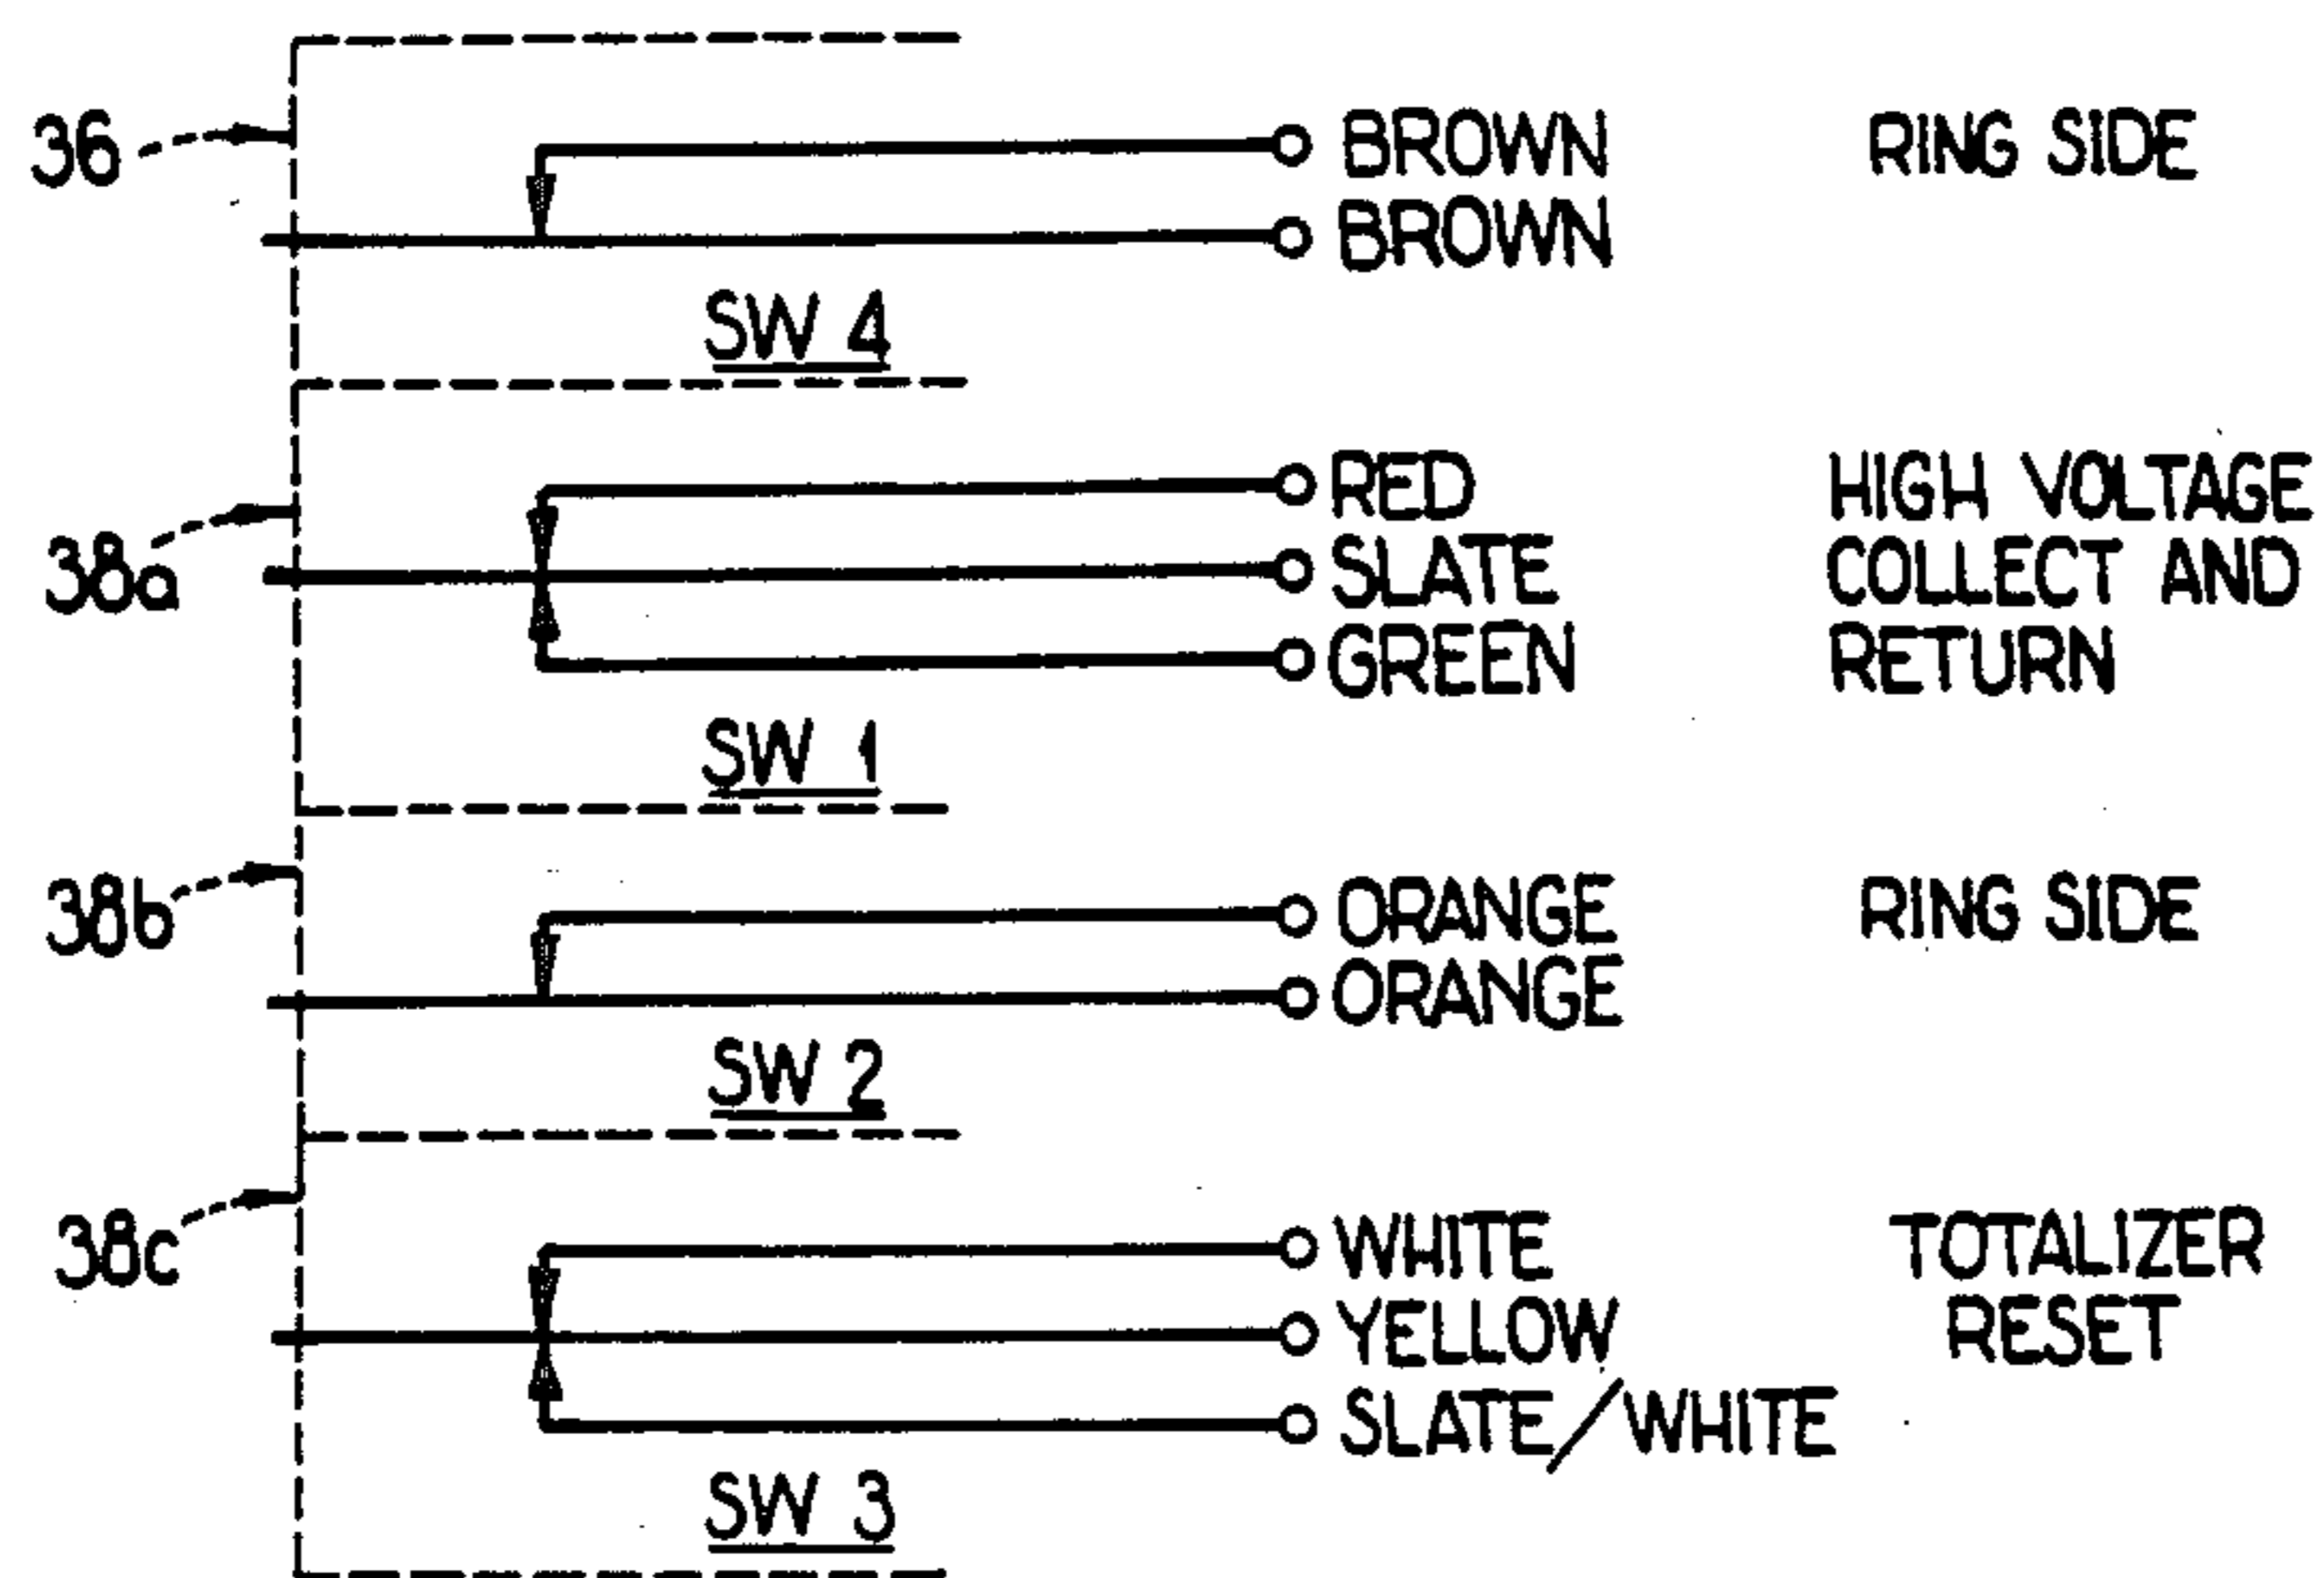 36
BROWN RING SIDE
BROWN
SW 4
RED HIGH VOLTAGE
38a
SLATE COLLECT AND
GREEN RETURN
SW 1
38b
ORANGE RING SIDE
ORANGE
SW 2
38c
WHITE TOTALIZER
YELLOW RESET
SLATE/WHITE
SW 3